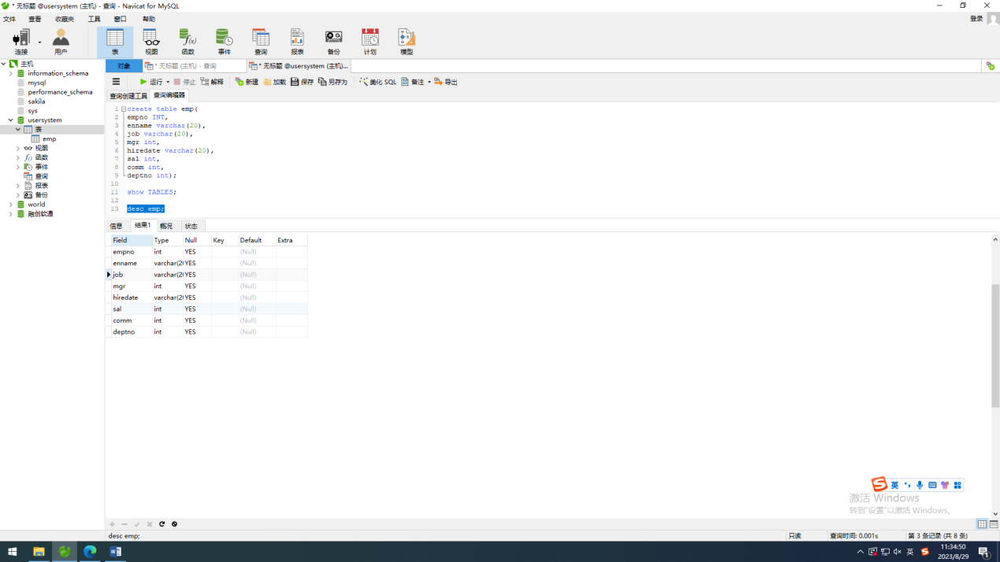 * 无标题 @usersystem (主机) - 查询 - Navicat for MySQL
文件 查看 收藏夹 工具 窗口 帮助 登录
连接 用户 表 视图 函数 事件 查询 报表 备份 计划 模型
主机
information_schema
mysql
performance_schema
sakila
sys
usersystem
表
emp
视图
函数
事件
查询
报表
备份
world
融创软通
对象 * 无标题 (主机) - 查询 * 无标题 @usersystem (主机)...
运行 停止 解释 新建 加载 保存 另存为 美化 SQL 备注 导出
查询创建工具 查询编辑器
1 create table emp(
2 empno INT,
3 enname varchar(20),
4 job varchar(20),
5 mgr int,
6 hiredate varchar(20),
7 sal int,
8 comm int,
9 deptno int);
10
11 show TABLES;
12
13 desc emp;
信息 结果1 概况 状态
Field Type Null Key Default Extra
empno int YES (Null)
enname varchar(20 YES (Null)
job varchar(20 YES (Null)
mgr int YES (Null)
hiredate varchar(20 YES (Null)
sal int YES (Null)
comm int YES (Null)
deptno int YES (Null)
英
激活 Windows
转到"设置"以激活 Windows。
desc emp; 只读 查询时间: 0.001s 第 3 条记录 (共 8 条)
英 11:34:50
2023/8/29
1